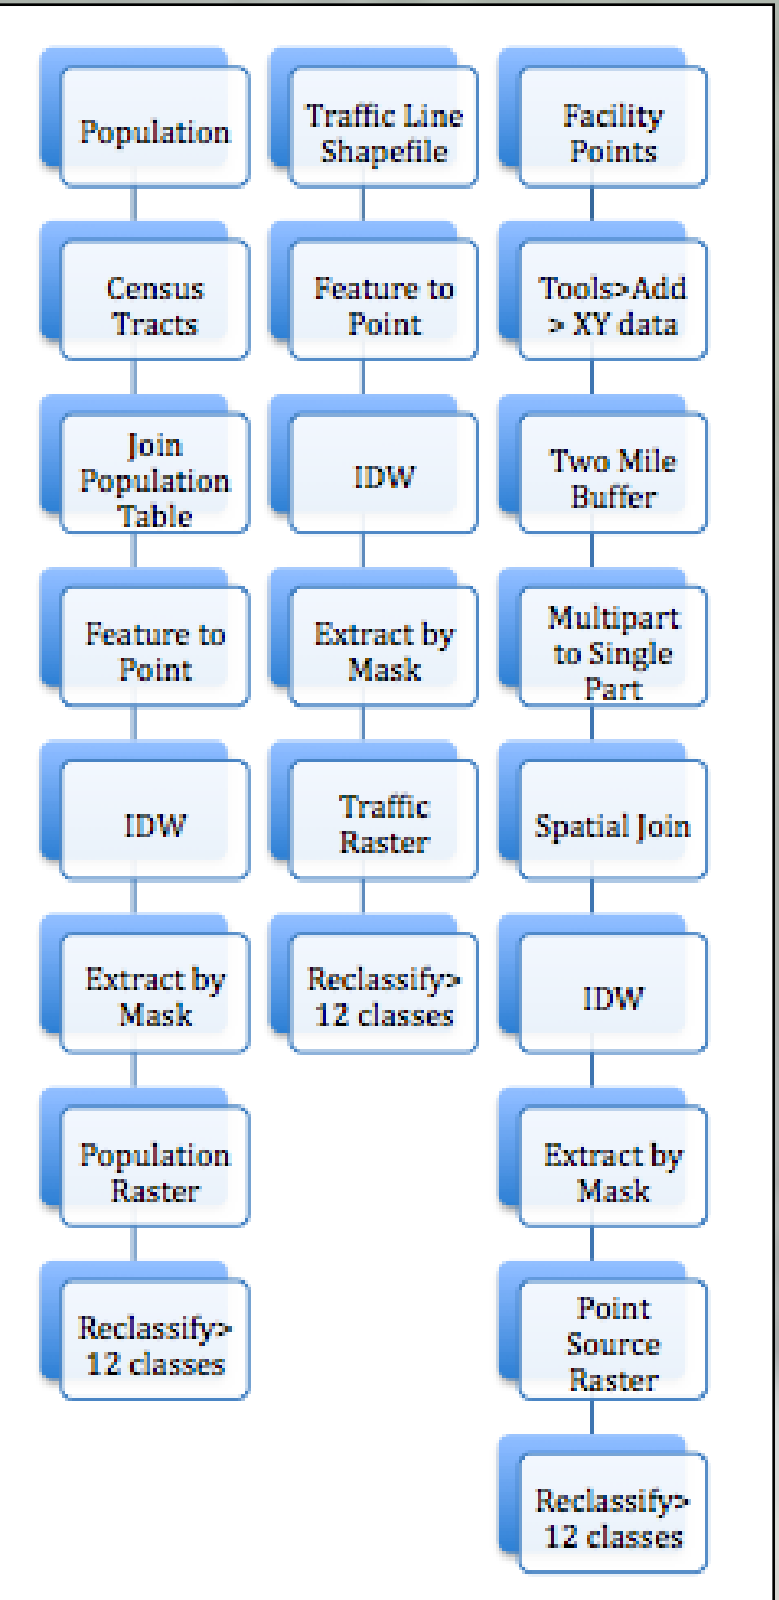 Population
Census
Tracts
Join
Population
Table
Feature to
Point
IDW
Extract by
Mask
Population
Raster
Reclassify>
12 classes
Traffic Line
Shapefile
Feature to
Point
IDW
Extract by
Mask
Traffic
Raster
Reclassify>
12 classes
Facility
Points
Tools>Add
> XY data
Two Mile
Buffer
Multipart
to Single
Part
Spatial Join
IDW
Extract by
Mask
Point
Source
Raster
Reclassify>
12 classes